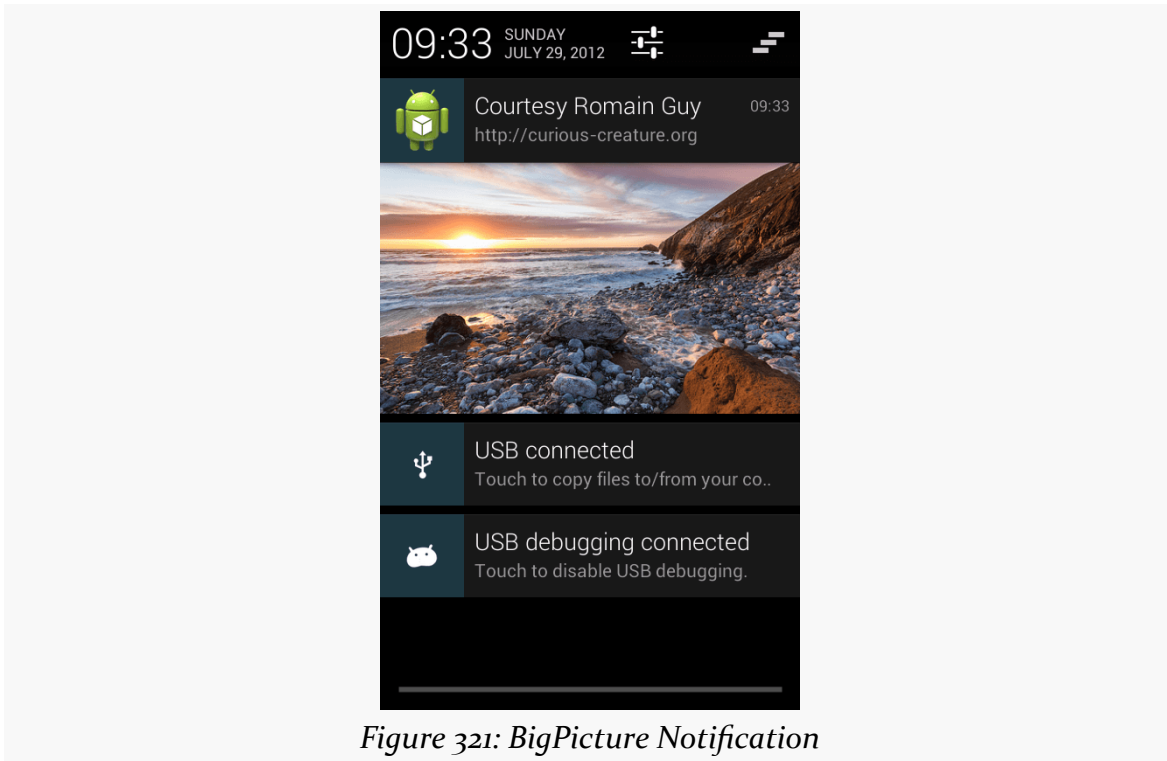 09:33
SUNDAY
JULY 29, 2012
Courtesy Romain Guy
09:33
http://curious-creature.org
USB connected
Touch to copy files to/from your co..
USB debugging connected
Touch to disable USB debugging.
Figure 321: BigPicture Notification